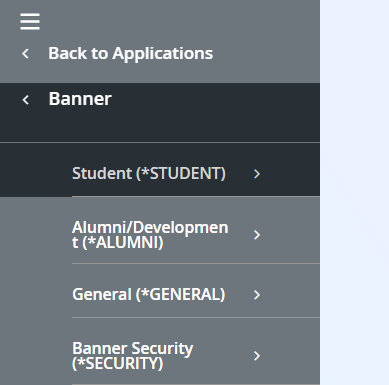 Back to Applications
Banner
Student (*STUDENT)
Alumni/Developmen
t (*ALUMNI)
General (*GENERAL)
Banner Security
(*SECURITY)